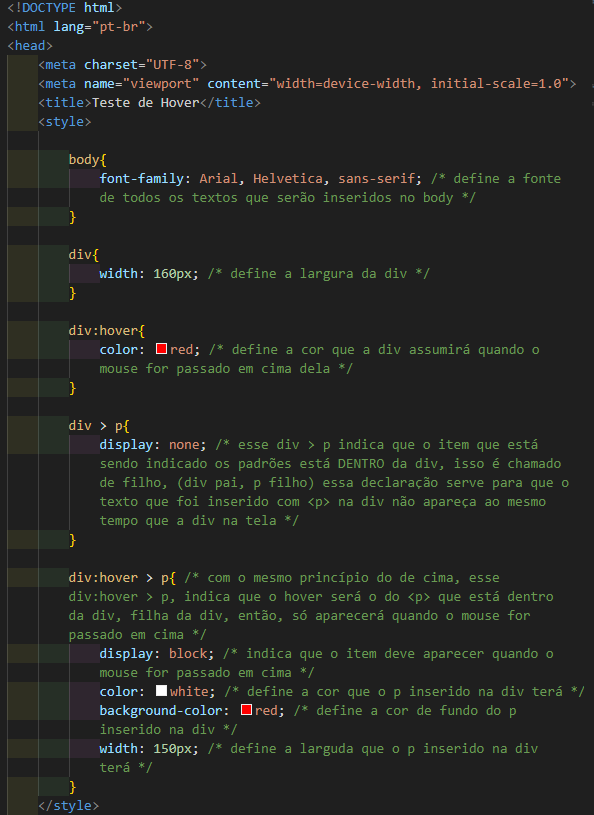 <!DOCTYPE html>
<html lang="pt-br">
<head>
<meta charset="UTF-8">
<meta name="viewport" content="width=device-width, initial-scale=1.0">
<title>Teste de Hover</title>
<style>
body{
font-family: Arial, Helvetica, sans-serif; /* define a fonte
de todos os textos que serão inseridos no body */
}
div{
width: 160px; /* define a largura da div */
}
div:hover{
color: red; /* define a cor que a div assumirá quando o
mouse for passado em cima dela */
}
div > p{
display: none; /* esse div > p indica que o item que está
sendo indicado os padrões está DENTRO da div, isso é chamado
de filho, (div pai, p filho) essa declaração serve para que o
texto que foi inserido com <p> na div não apareça ao mesmo
tempo que a div na tela */
}
div:hover > p{ /* com o mesmo princípio do de cima, esse
div:hover > p, indica que o hover será o do <p> que está dentro
da div, filha da div, então, só aparecerá quando o mouse for
passado em cima */
display: block; /* indica que o item deve aparecer quando o
mouse for passado em cima */
color: white; /* define a cor que o p inserido na div terá */
background-color: red; /* define a cor de fundo do p
inserido na div */
width: 150px; /* define a larguda que o p inserido na div
terá */
}
</style>